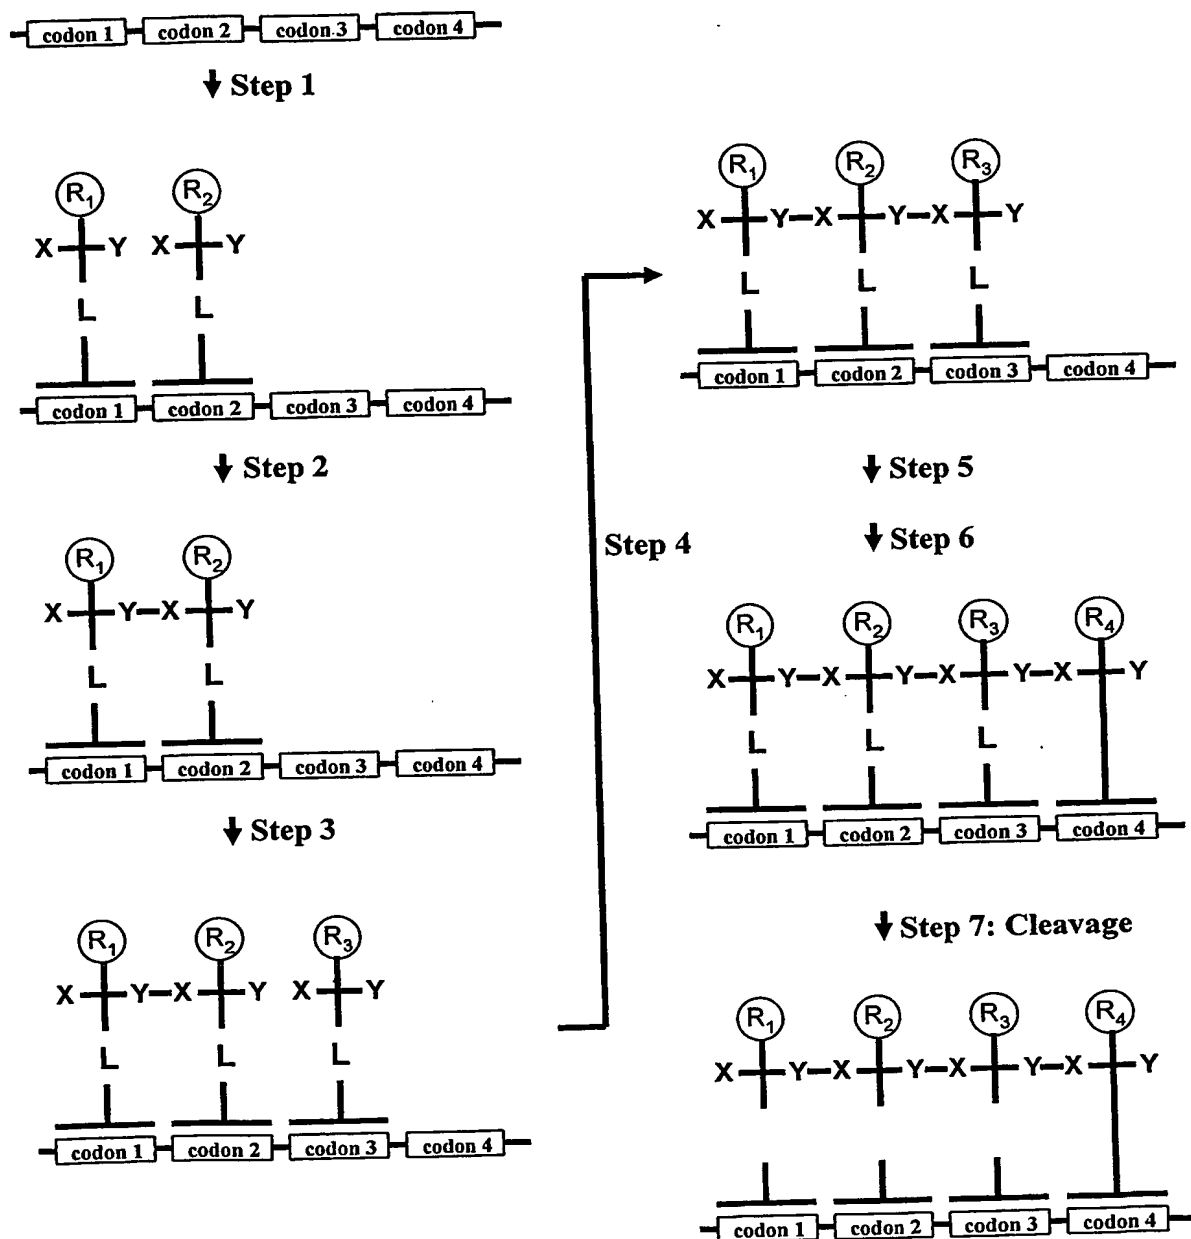 codon 1 codon 2 codon 3 codon 4
Step 1
R1 R2
X Y X Y
L L
codon 1 codon 2 codon 3 codon 4
Step 2
R1 R2
X Y X Y
L L
codon 1 codon 2 codon 3 codon 4
Step 3
R1 R2 R3
X Y X Y X Y
L L L
codon 1 codon 2 codon 3 codon 4
Step 4
R1 R2 R3
X Y X Y X Y
L L L
codon 1 codon 2 codon 3 codon 4
Step 5
Step 6
R1 R2 R3 R4
X Y X Y X Y X Y
L L L
codon 1 codon 2 codon 3 codon 4
Step 7: Cleavage
R1 R2 R3 R4
X Y X Y X Y X Y
codon 1 codon 2 codon 3 codon 4